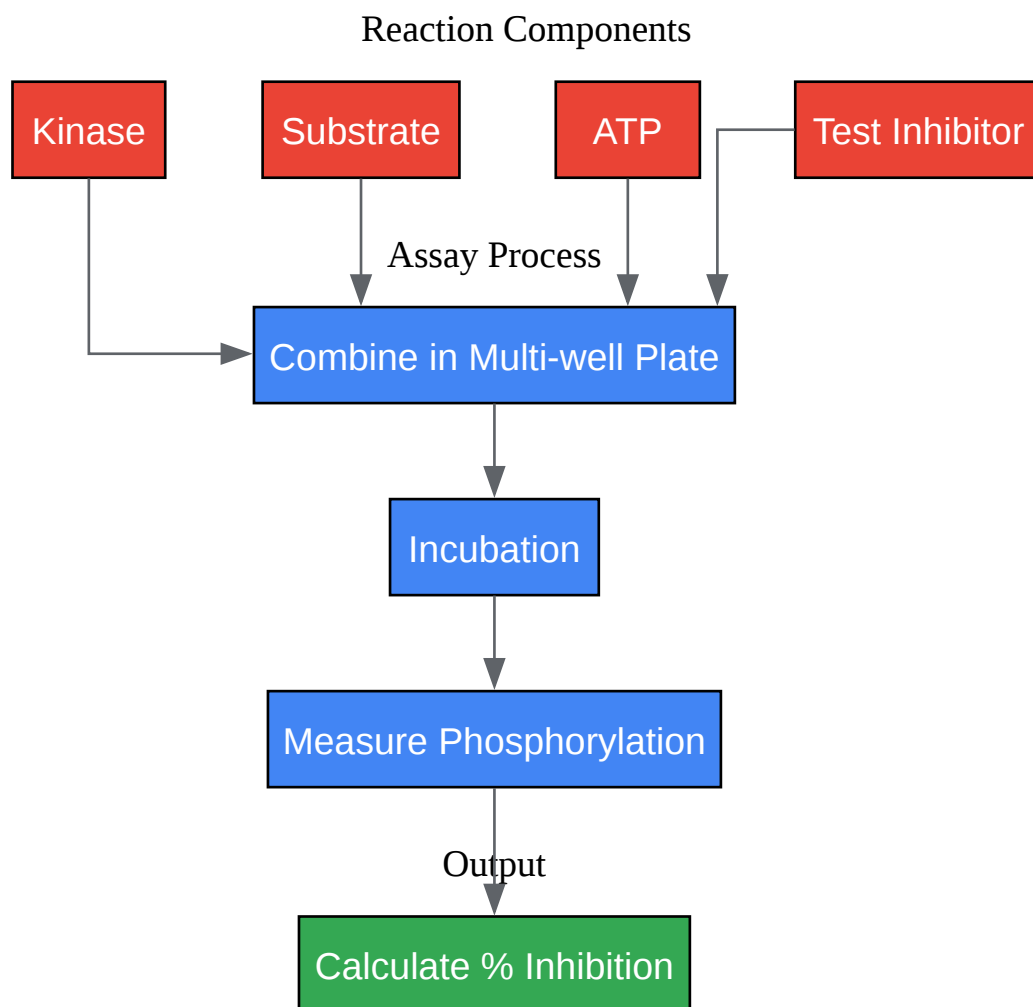 Reaction Components
Kinase
Substrate
ATP
Test Inhibitor
Assay Process
Combine in Multi-well Plate
Incubation
Measure Phosphorylation
Output
Calculate % Inhibition